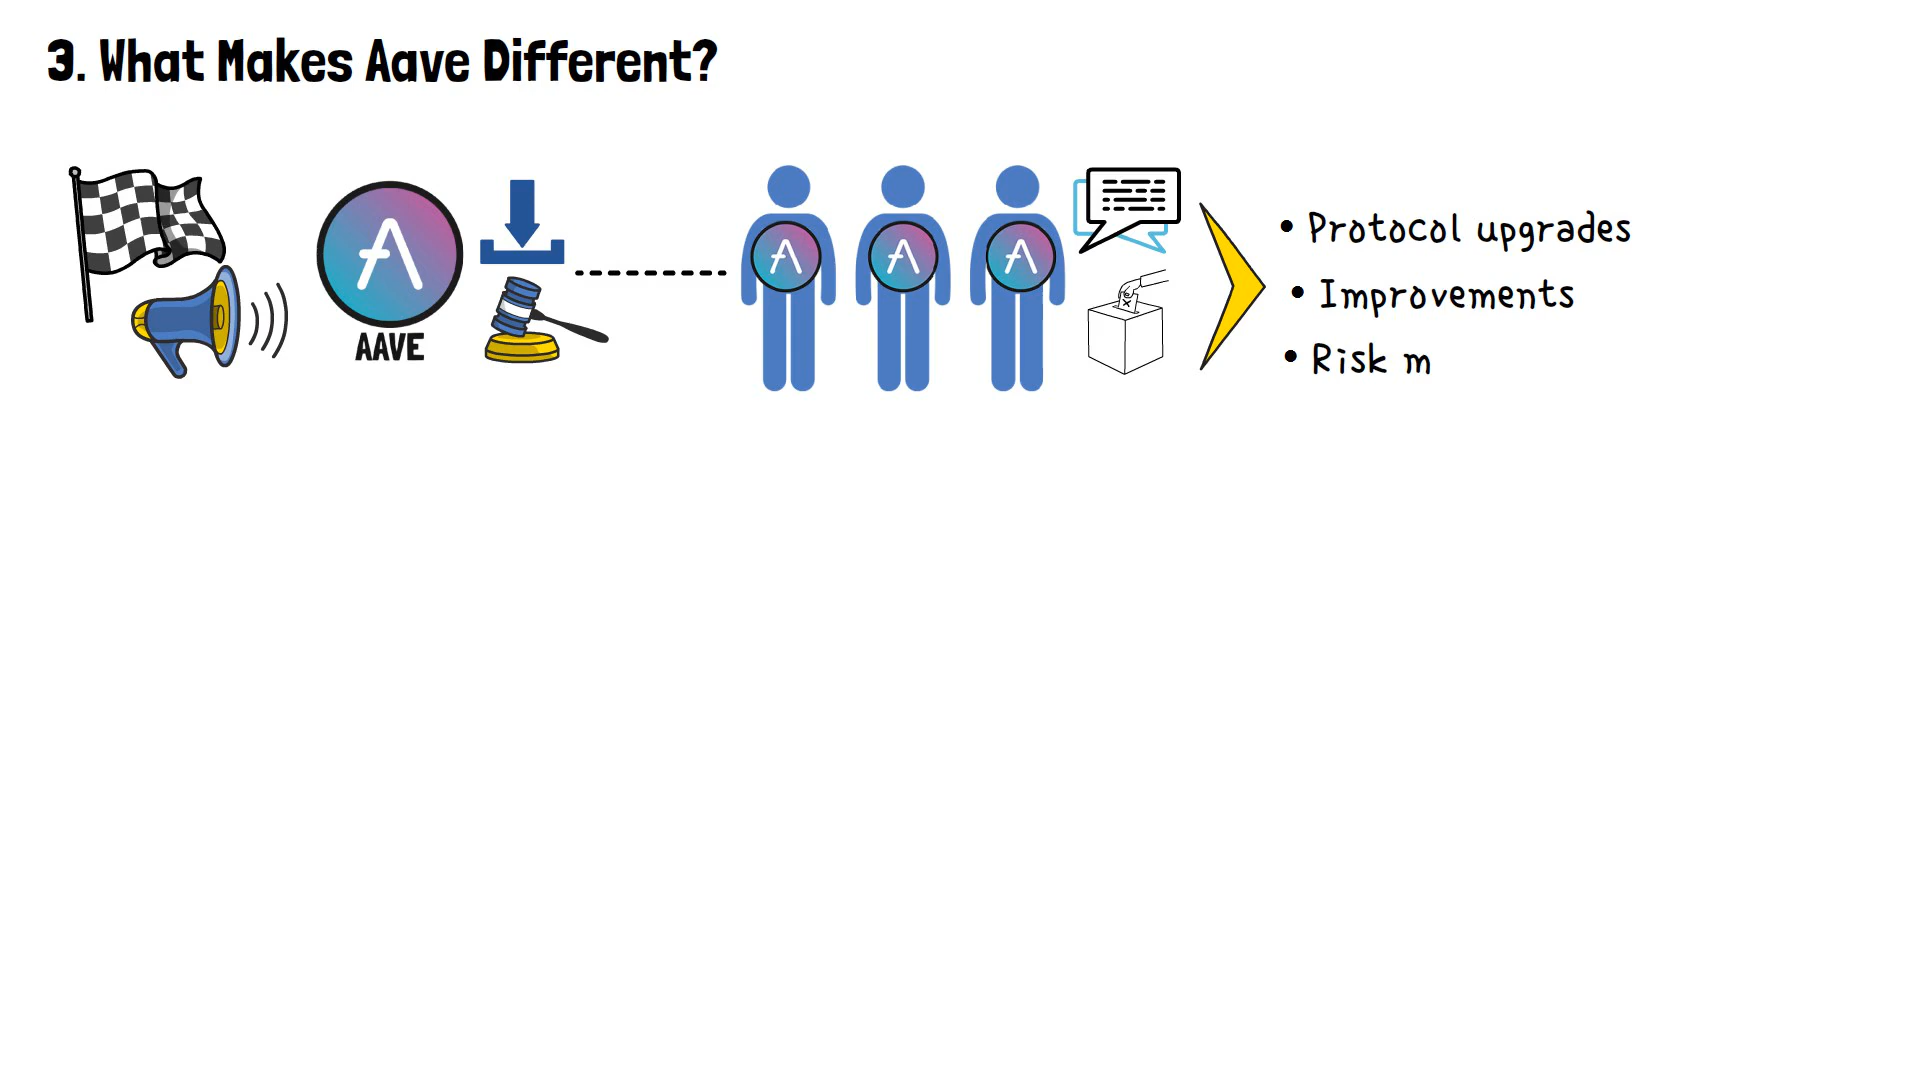 3. What Makes Aave Different?
AAVE
• Protocol upgrades
• Improvements
• Risk m